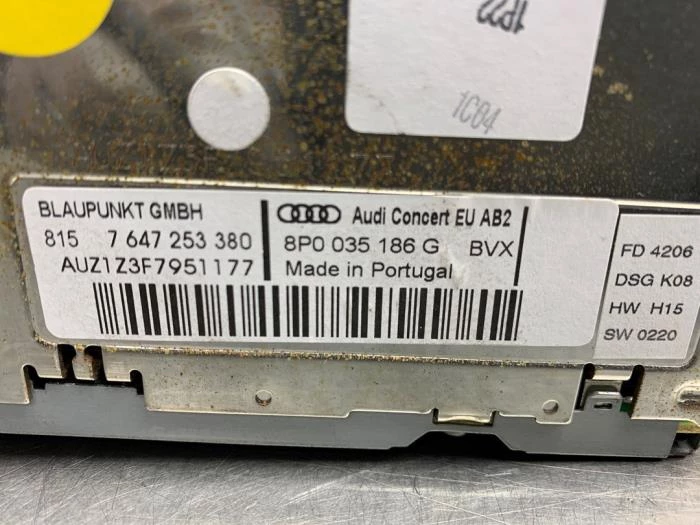 1P22
1C04
BLAUPUNKT GMBH
815 7 647 253 380
AUZ1Z3F7951177
Audi Concert EU AB2
8P0 035 186 G BVX
Made in Portugal
FD 4206
DSG K08
HW H15
SW 0220